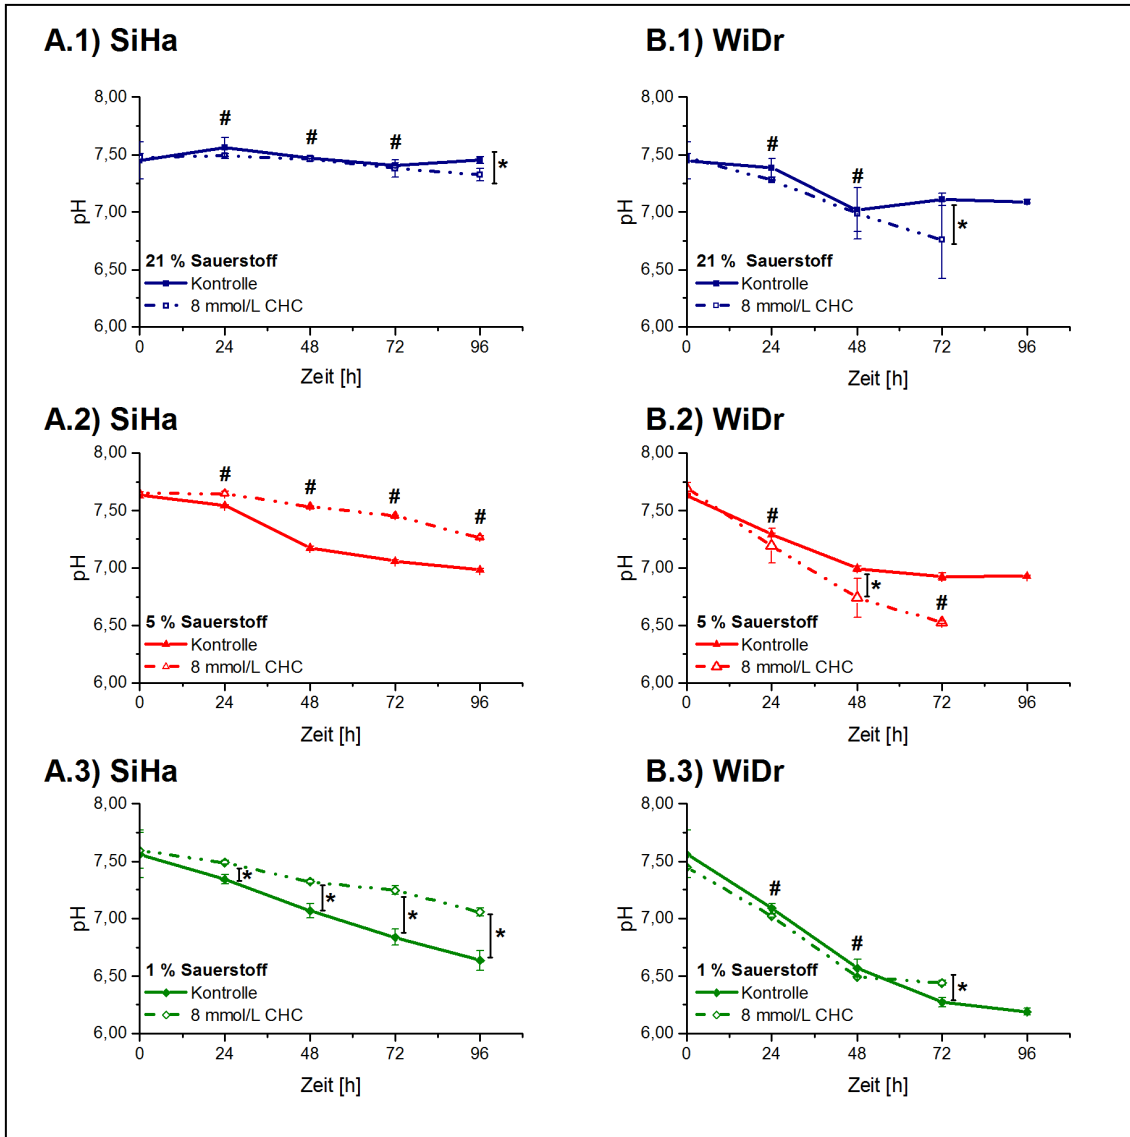 A.1) SiHa
8,00
7,50
7,00
6,50
6,00
pH
#
#
#
*
21 % Sauerstoff
Kontrolle
8 mmol/L CHC
0
24
48
72
96
Zeit [h]
B.1) WiDr
8,00
7,50
7,00
6,50
6,00
pH
#
#
*
21 % Sauerstoff
Kontrolle
8 mmol/L CHC
0
24
48
72
96
Zeit [h]
A.2) SiHa
8,00
7,50
7,00
6,50
6,00
pH
#
#
#
#
5 % Sauerstoff
Kontrolle
8 mmol/L CHC
0
24
48
72
96
Zeit [h]
B.2) WiDr
8,00
7,50
7,00
6,50
6,00
pH
#
*
#
5 % Sauerstoff
Kontrolle
8 mmol/L CHC
0
24
48
72
96
Zeit [h]
A.3) SiHa
8,00
7,50
7,00
6,50
6,00
pH
*
*
*
*
1 % Sauerstoff
Kontrolle
8 mmol/L CHC
0
24
48
72
96
Zeit [h]
B.3) WiDr
8,00
7,50
7,00
6,50
6,00
pH
#
#
*
1 % Sauerstoff
Kontrolle
8 mmol/L CHC
0
24
48
72
96
Zeit [h]